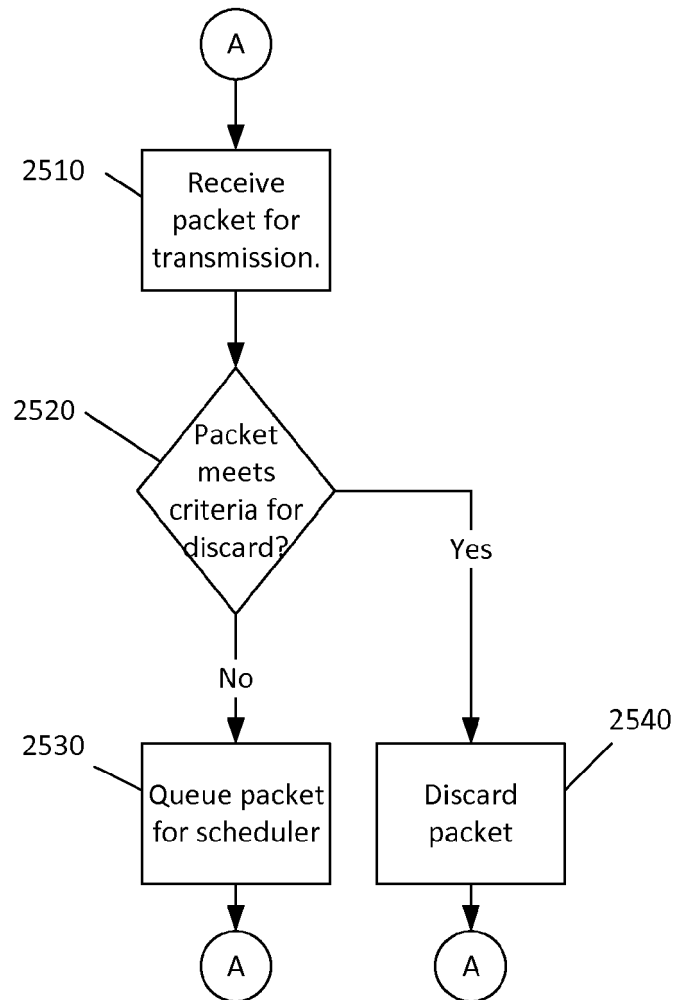 A
2510
Receive
packet for
transmission.
2520
Packet
meets
criteria for
discard?
Yes
No
2530
Queue packet
for scheduler
2540
Discard
packet
A
A